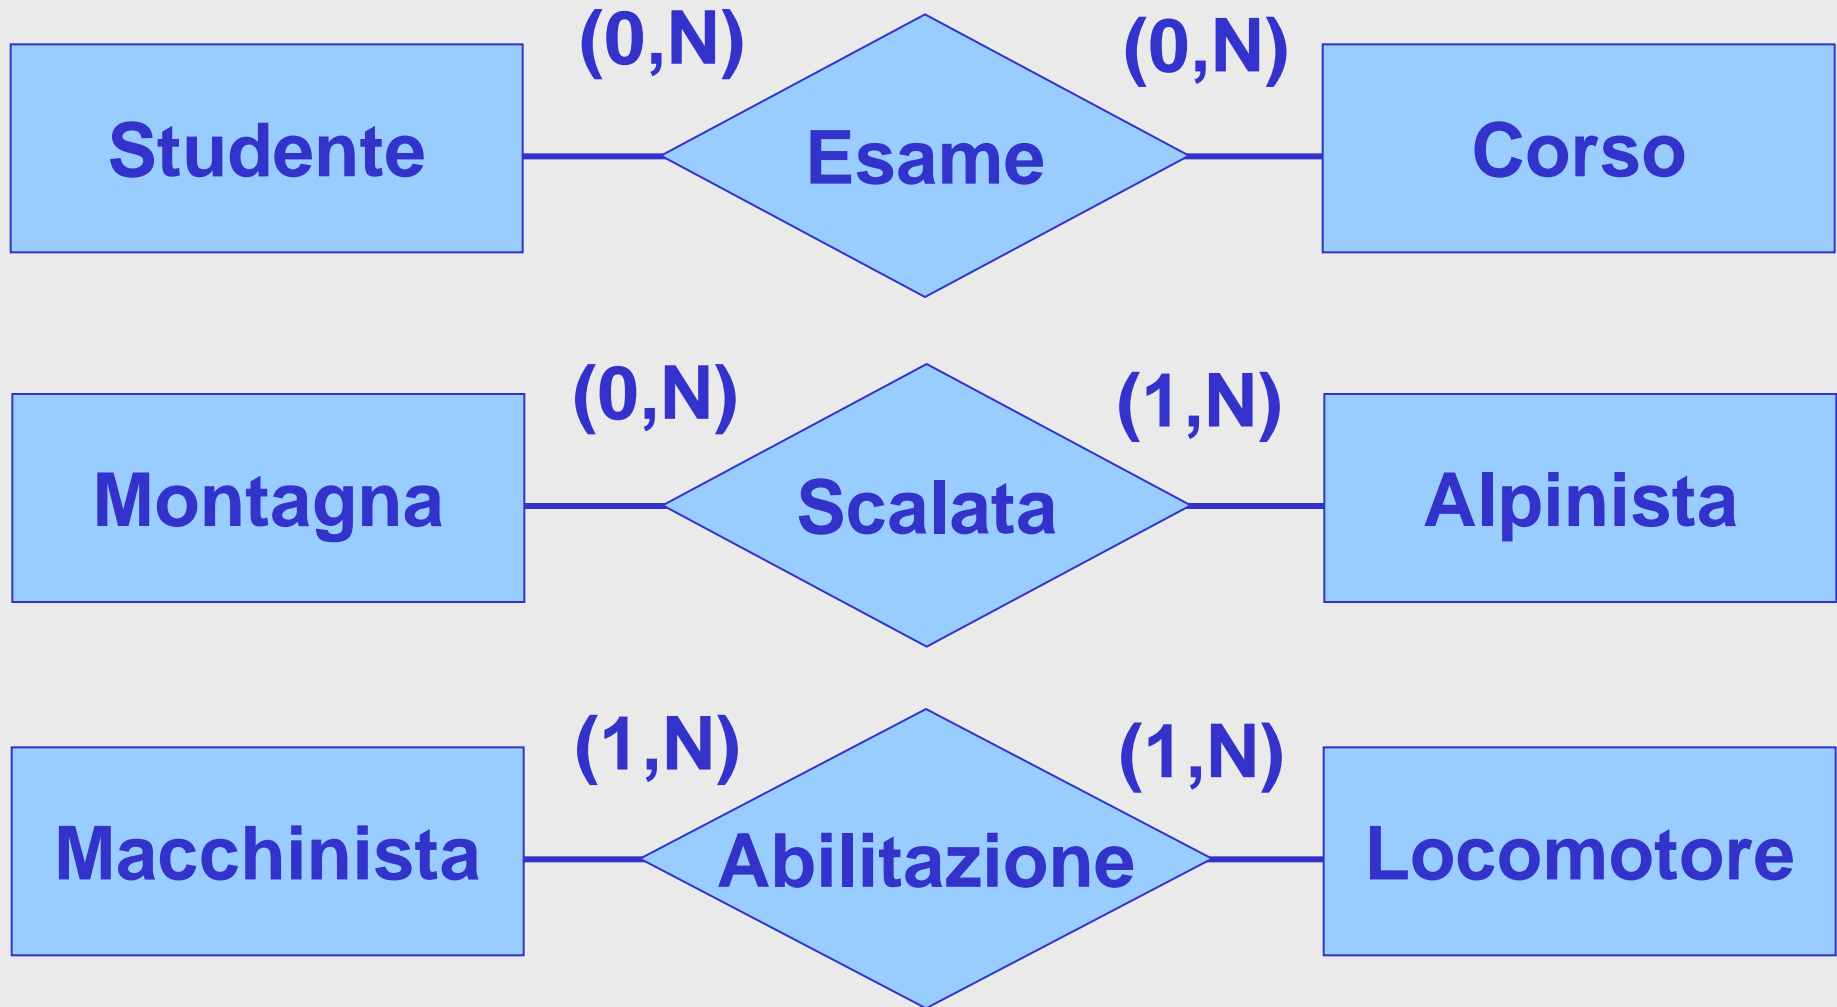 (0,N) (0,N)
Studente Esame Corso
(0,N) (1,N)
Montagna Scalata Alpinista
(1,N) (1,N)
Macchinista Abilitazione Locomotore